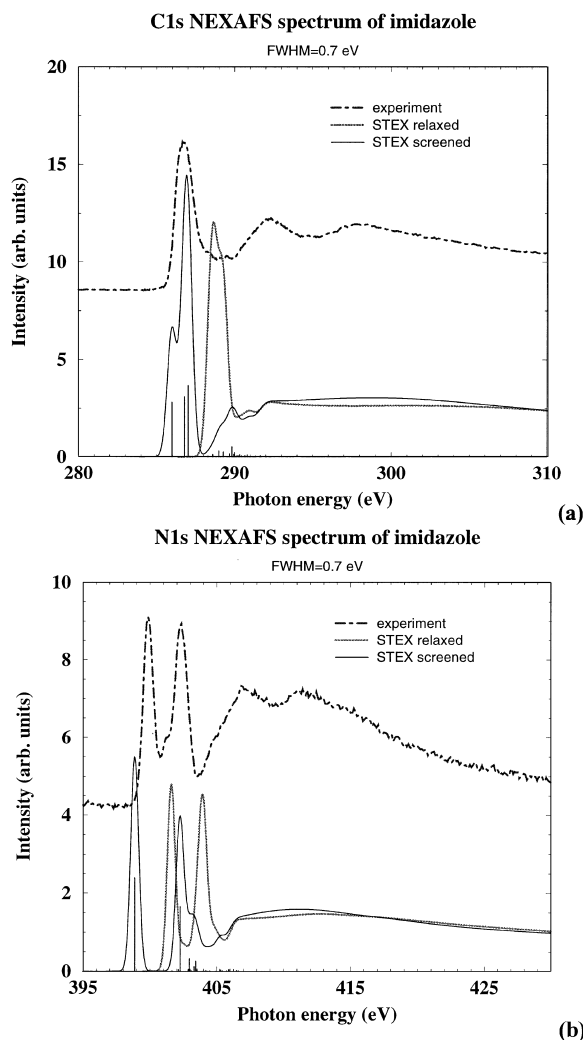 C1s NEXAFS spectrum of imidazole
FWHM=0.7 eV
experiment
STEX relaxed
STEX screened
Intensity (arb. units)
20
15
10
5
0
280
290
300
310
Photon energy (eV)
(a)
N1s NEXAFS spectrum of imidazole
FWHM=0.7 eV
experiment
STEX relaxed
STEX screened
Intensity (arb. units)
10
8
6
4
2
0
395
405
415
425
Photon energy (eV)
(b)